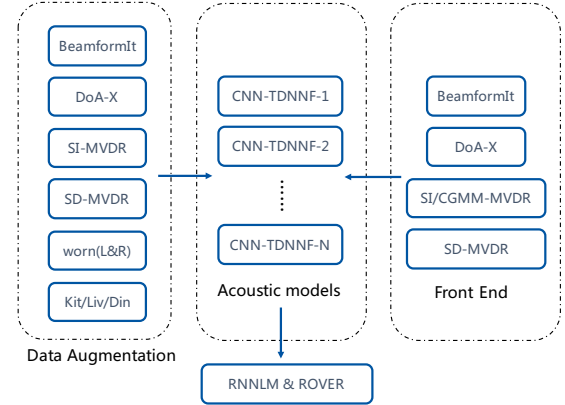 BeamformIt
DoA-X
SI-MVDR
SD-MVDR
worn(L&R)
Kit/Liv/Din
Data Augmentation
CNN-TDNNF-1
CNN-TDNNF-2
CNN-TDNNF-N
Acoustic models
BeamformIt
DoA-X
SI/CGMM-MVDR
SD-MVDR
Front End
RNNLM & ROVER